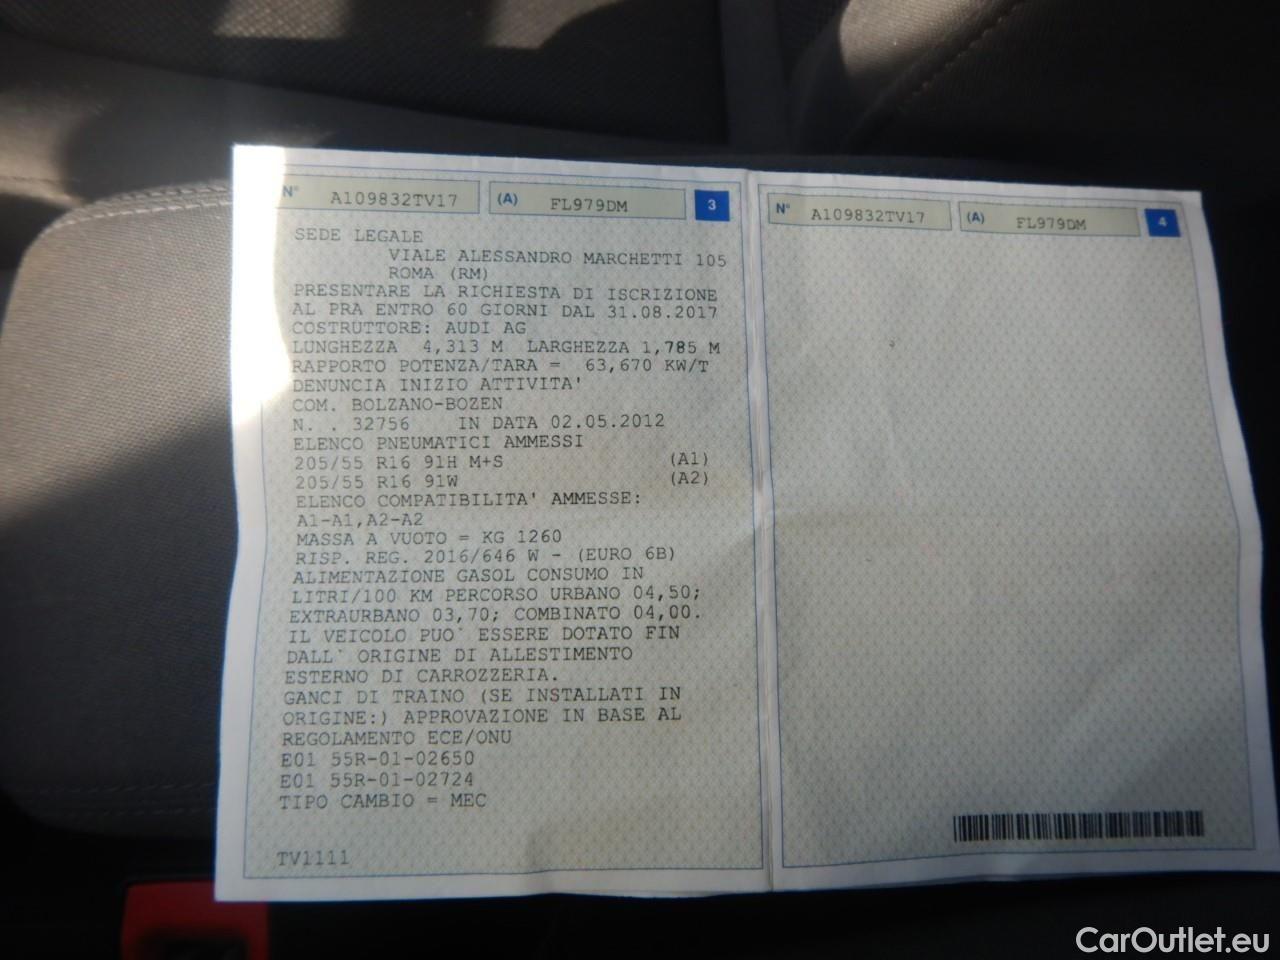 N° A109832TV17 (A) FL979DM 3
SEDE LEGALE
VIALE ALESSANDRO MARCHETTI 105
ROMA (RM)
PRESENTARE LA RICHIESTA DI ISCRIZIONE
AL PRA ENTRO 60 GIORNI DAL 31.08.2017
COSTRUTTORE: AUDI AG
LUNGHEZZA 4,313 M LARGHEZZA 1,785 M
RAPPORTO POTENZA/TARA = 63,670 KW/T
DENUNCIA INIZIO ATTIVITA'
COM. BOLZANO-BOZEN
N. . 32756 IN DATA 02.05.2012
ELENCO PNEUMATICI AMMESSI
205/55 R16 91H M+S (A1)
205/55 R16 91W (A2)
ELENCO COMPATIBILITA' AMMESSE:
A1-A1,A2-A2
MASSA A VUOTO = KG 1260
RISP. REG. 2016/646 W - (EURO 6B)
ALIMENTAZIONE GASOL CONSUMO IN
LITRI/100 KM PERCORSO URBANO 04,50;
EXTRAURBANO 03,70; COMBINATO 04,00.
IL VEICOLO PUO` ESSERE DOTATO FIN
DALL` ORIGINE DI ALLESTIMENTO
ESTERNO DI CARROZZERIA.
GANCI DI TRAINO (SE INSTALLATI IN
ORIGINE:) APPROVAZIONE IN BASE AL
REGOLAMENTO ECE/ONU
E01 55R-01-02650
E01 55R-01-02724
TIPO CAMBIO = MEC
TV1111
N° A109832TV17 (A) FL979DM 4
CarOutlet.eu